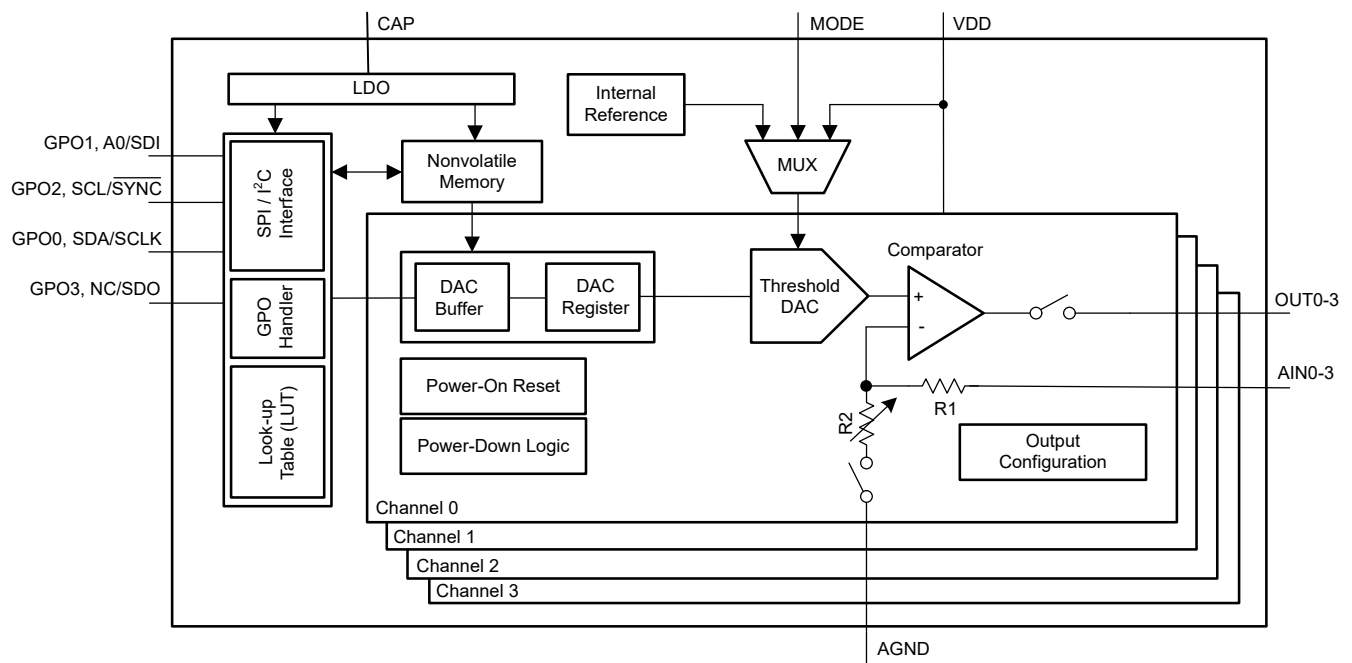 CAP
MODE
VDD
LDO
Internal
Reference
GPO1, A0/SDI
GPO2, SCL/SYNC
GPO0, SDA/SCLK
GPO3, NC/SDO
SPI / I²C
Interface
GPO
Handler
Look-up
Table (LUT)
Nonvolatile
Memory
MUX
DAC
Buffer
DAC
Register
Threshold
DAC
Comparator
+
-
OUT0-3
AIN0-3
R1
R2
Power-On Reset
Power-Down Logic
Output
Configuration
Channel 0
Channel 1
Channel 2
Channel 3
AGND